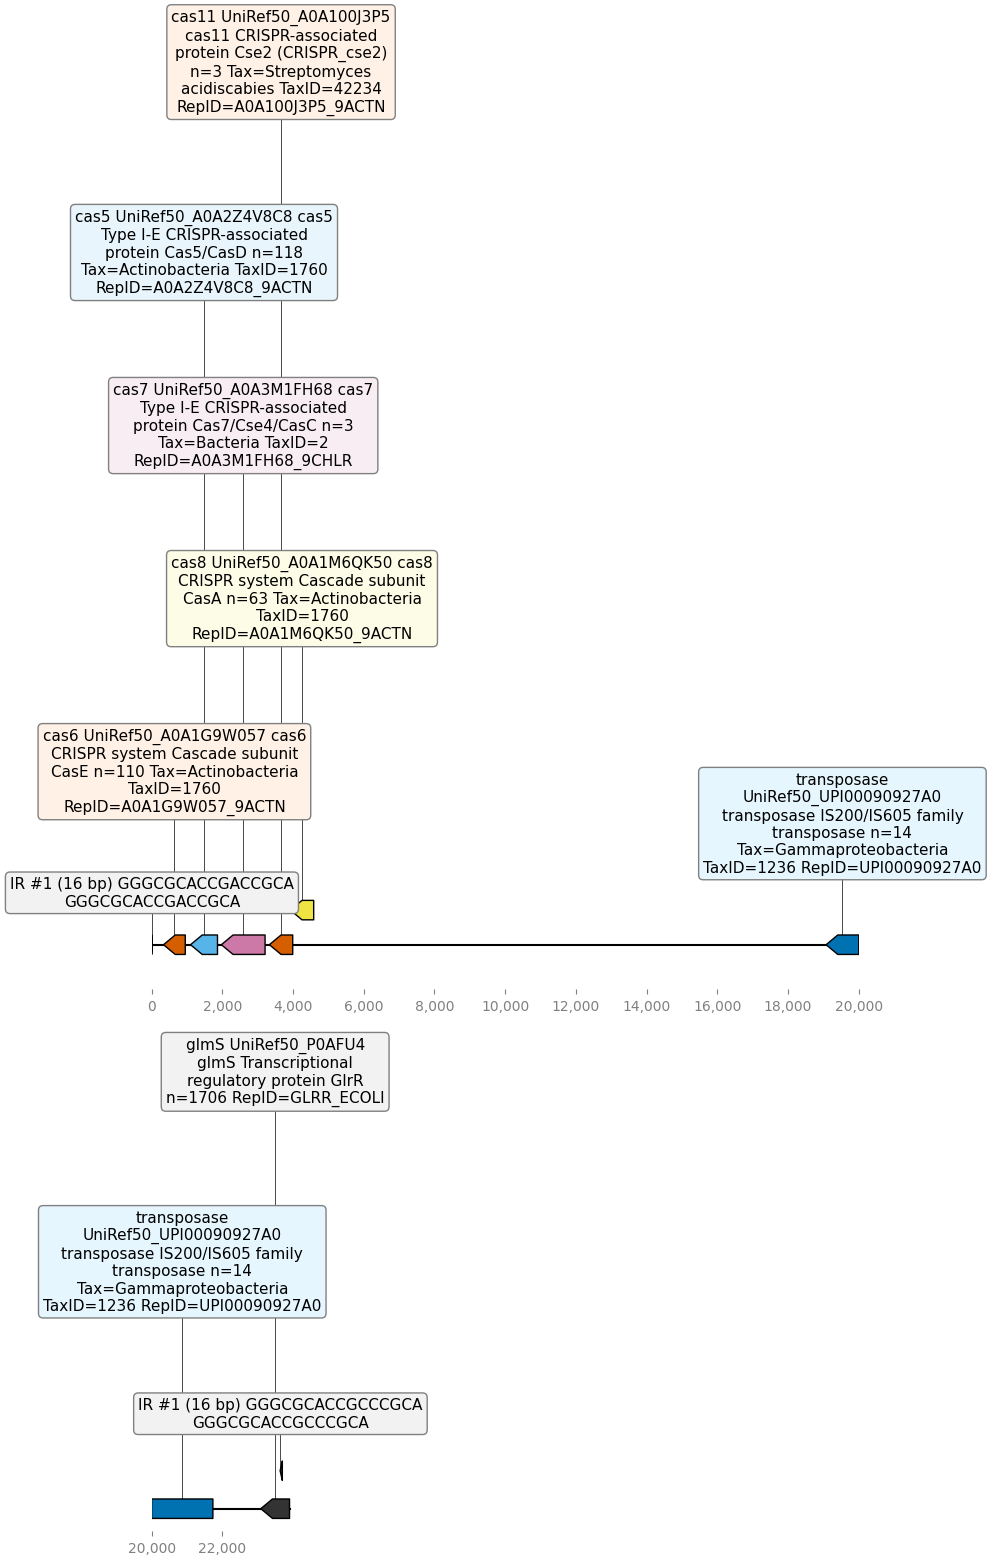 cas11 UniRef50_A0A100J3P5
cas11 CRISPR-associated
protein Cse2 (CRISPR_cse2)
n=3 Tax=Streptomyces
acidiscabies TaxID=42234
RepID=A0A100J3P5_9ACTN
cas5 UniRef50_A0A2Z4V8C8 cas5
Type I-E CRISPR-associated
protein Cas5/CasD n=118
Tax=Actinobacteria TaxID=1760
RepID=A0A2Z4V8C8_9ACTN
cas7 UniRef50_A0A3M1FH68 cas7
Type I-E CRISPR-associated
protein Cas7/Cse4/CasC n=3
Tax=Bacteria TaxID=2
RepID=A0A3M1FH68_9CHLR
cas8 UniRef50_A0A1M6QK50 cas8
CRISPR system Cascade subunit
CasA n=63 Tax=Actinobacteria
TaxID=1760
RepID=A0A1M6QK50_9ACTN
cas6 UniRef50_A0A1G9W057 cas6
CRISPR system Cascade subunit
CasE n=110 Tax=Actinobacteria
TaxID=1760
RepID=A0A1G9W057_9ACTN
transposase
UniRef50_UPI00090927A0
transposase IS200/IS605 family
transposase n=14
Tax=Gammaproteobacteria
TaxID=1236 RepID=UPI00090927A0
IR #1 (16 bp) GGGCGCACCGACCGCA
GGGCGCACCGACCGCA
0 2,000 4,000 6,000 8,000 10,000 12,000 14,000 16,000 18,000 20,000
glmS UniRef50_P0AFU4
glmS Transcriptional
regulatory protein GlrR
n=1706 RepID=GLRR_ECOLI
transposase
UniRef50_UPI00090927A0
transposase IS200/IS605 family
transposase n=14
Tax=Gammaproteobacteria
TaxID=1236 RepID=UPI00090927A0
IR #1 (16 bp) GGGCGCACCGCCCGCA
GGGCGCACCGCCCGCA
20,000 22,000